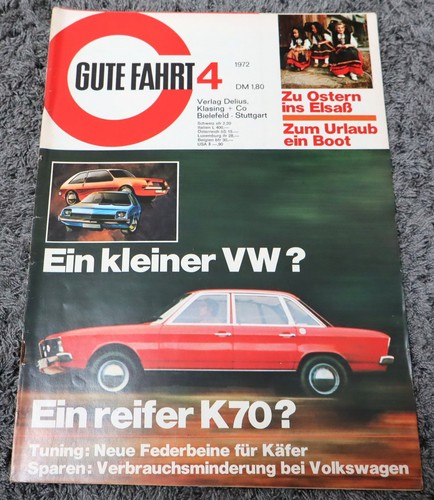 GUTE FAHRT 4
1972
DM 1,80
Verlag Delius,
Klasing + Co
Bielefeld · Stuttgart
Zu Ostern
ins Elsaß
Zum Urlaub
ein Boot
Ein kleiner VW?
Ein reifer K70?
Tuning: Neue Federbeine für Käfer
Sparen: Verbrauchsminderung bei Volkswagen